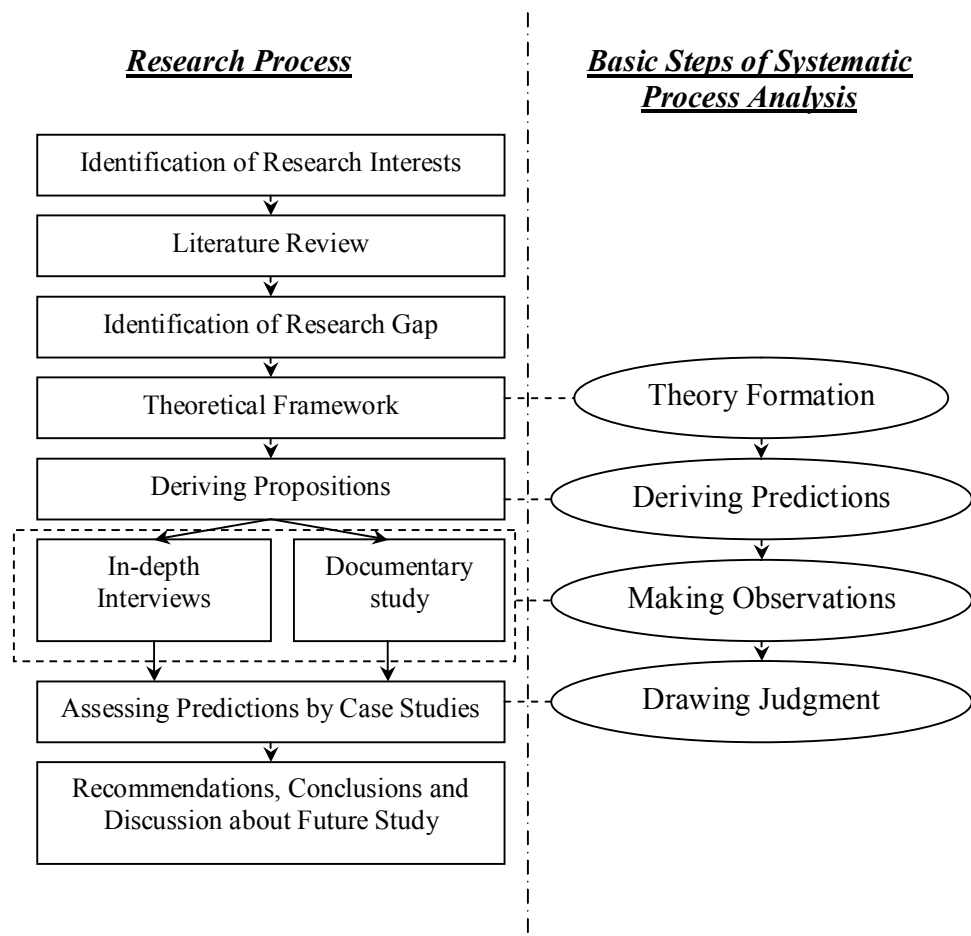 Research Process
Basic Steps of Systematic
Process Analysis
Identification of Research Interests
Literature Review
Identification of Research Gap
Theoretical Framework
Theory Formation
Deriving Propositions
Deriving Predictions
In-depth
Interviews
Documentary
study
Making Observations
Assessing Predictions by Case Studies
Drawing Judgment
Recommendations, Conclusions and
Discussion about Future Study